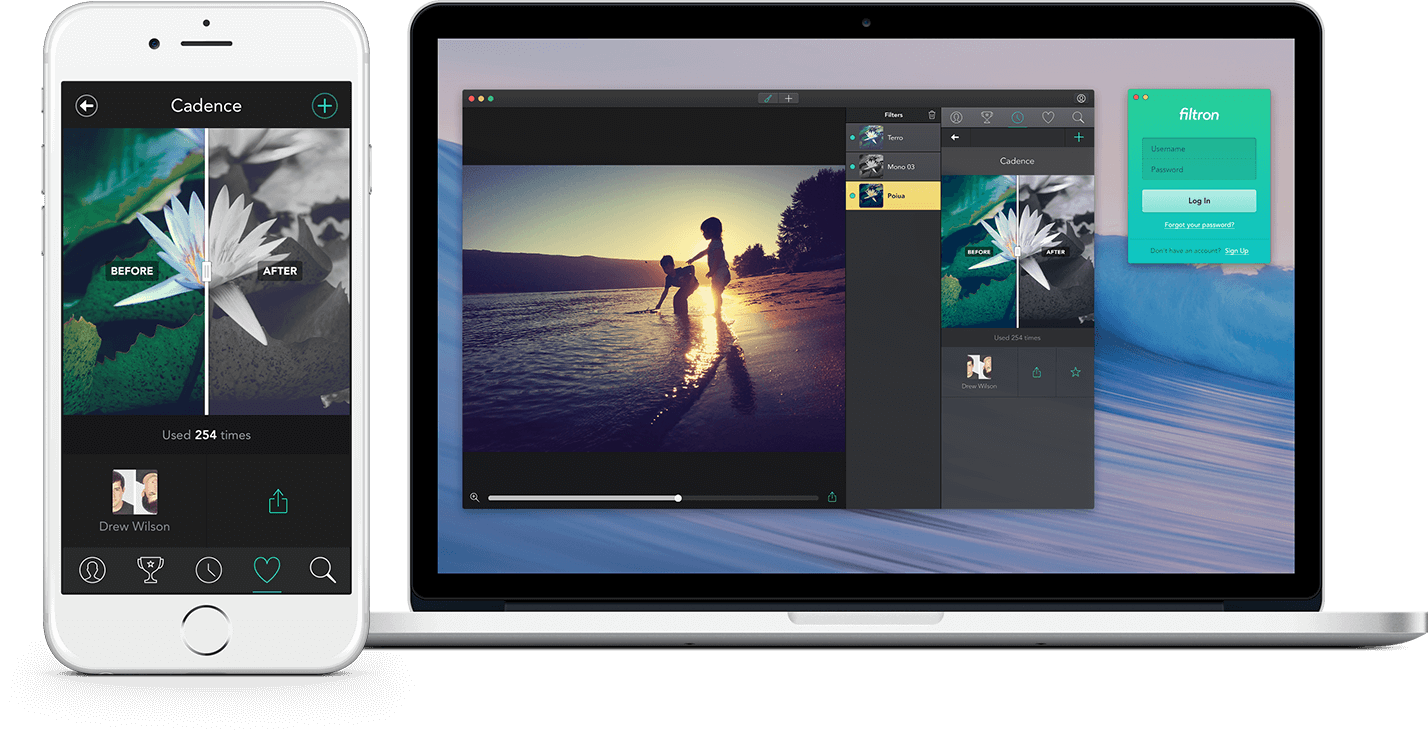 Cadence
BEFORE
AFTER
Used 254 times
Drew Wilson
Filters
Terro
Mono 03
Poiua
Cadence
BEFORE
AFTER
Used 254 times
Drew Wilson
filtron
Username
Password
Log In
Forgot your password?
Don't have an account? Sign Up